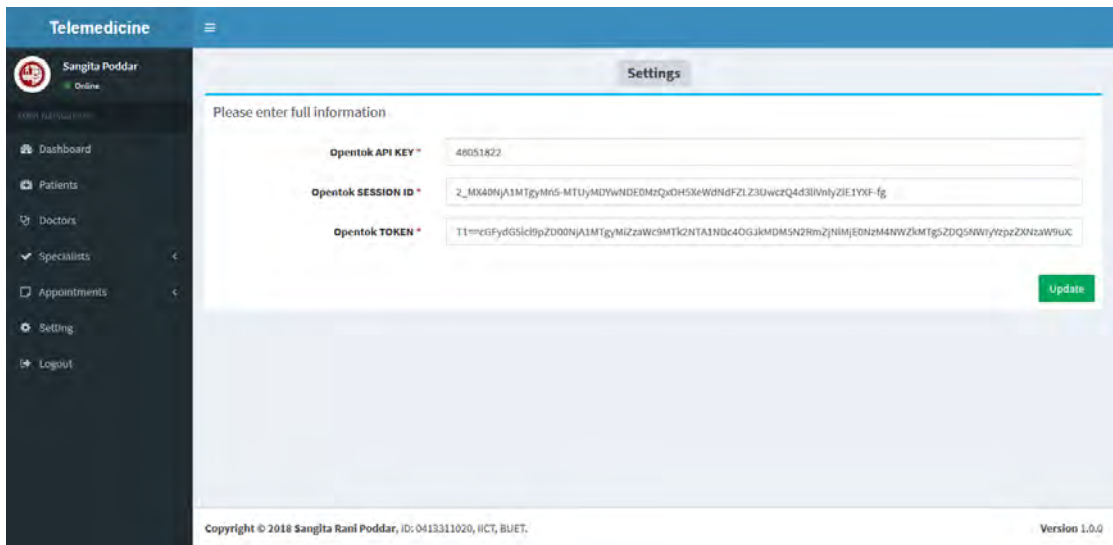 Telemedicine
Sangita Poddar
Online
Settings
Please enter full information
Dashboard
Patients
Doctors
Specialists
Appointments
Setting
Logout
Opentok API KEY *
46051822
Opentok SESSION ID *
Opentok TOKEN *
Update
Copyright © 2018 Sangita Rani Poddar, ID: 0413311020, IICT, BUET.
Version 1.0.0